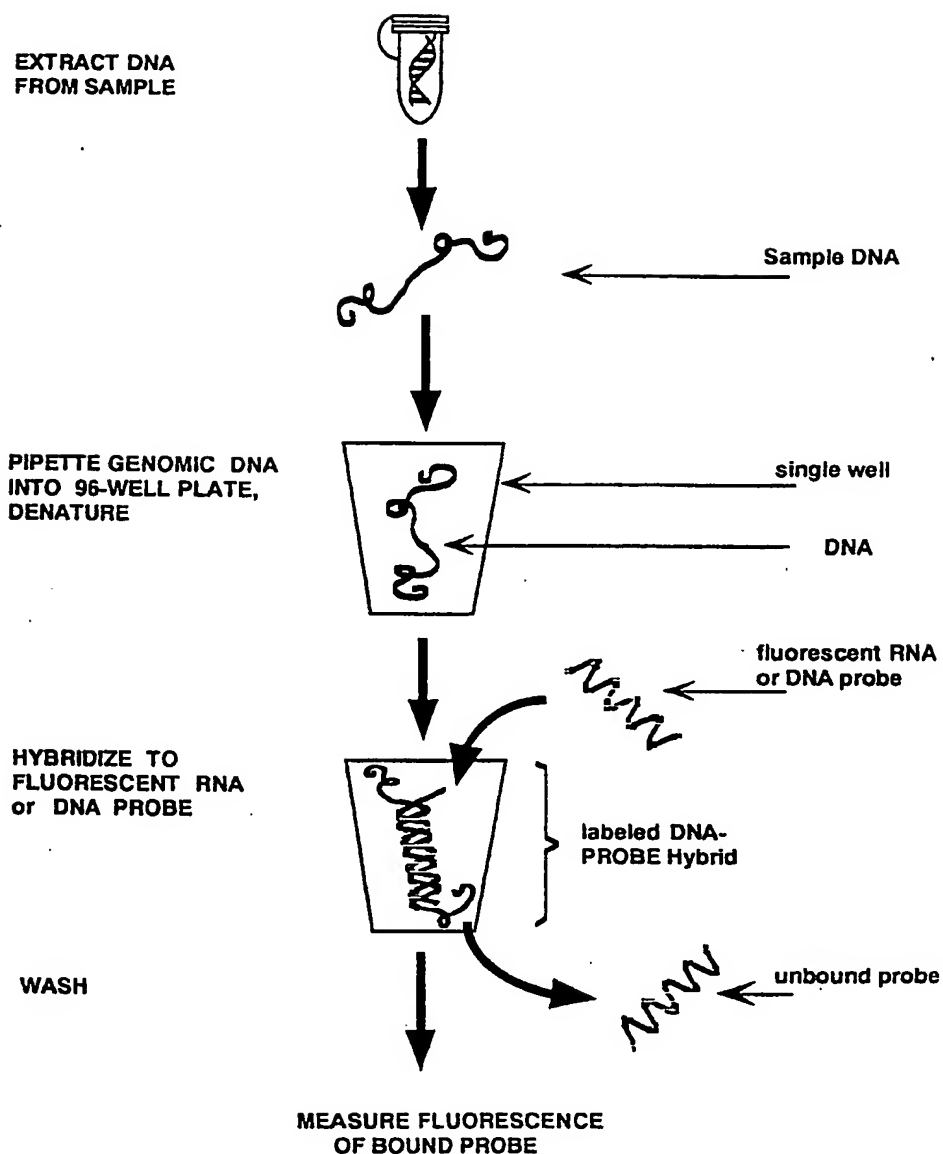 EXTRACT DNA
FROM SAMPLE
Sample DNA
PIPETTE GENOMIC DNA
INTO 96-WELL PLATE,
DENATURE
single well
DNA
fluorescent RNA
or DNA probe
HYBRIDIZE TO
FLUORESCENT RNA
or DNA PROBE
labeled DNA-
PROBE Hybrid
WASH
unbound probe
MEASURE FLUORESCENCE
OF BOUND PROBE